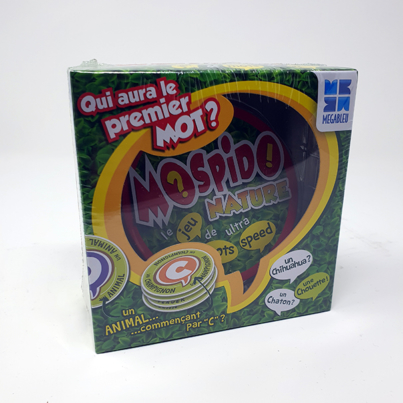 Qui aura le
premier
MOT?
MEGABLEU
MOSPIDO
NATURE
le jeu de ultra
ots speed
UN ANIMAL
C
un
ANIMAL...
...commençant
par "C"?
un
Chihuahua?
un
Chaton?
Une
Chouette!